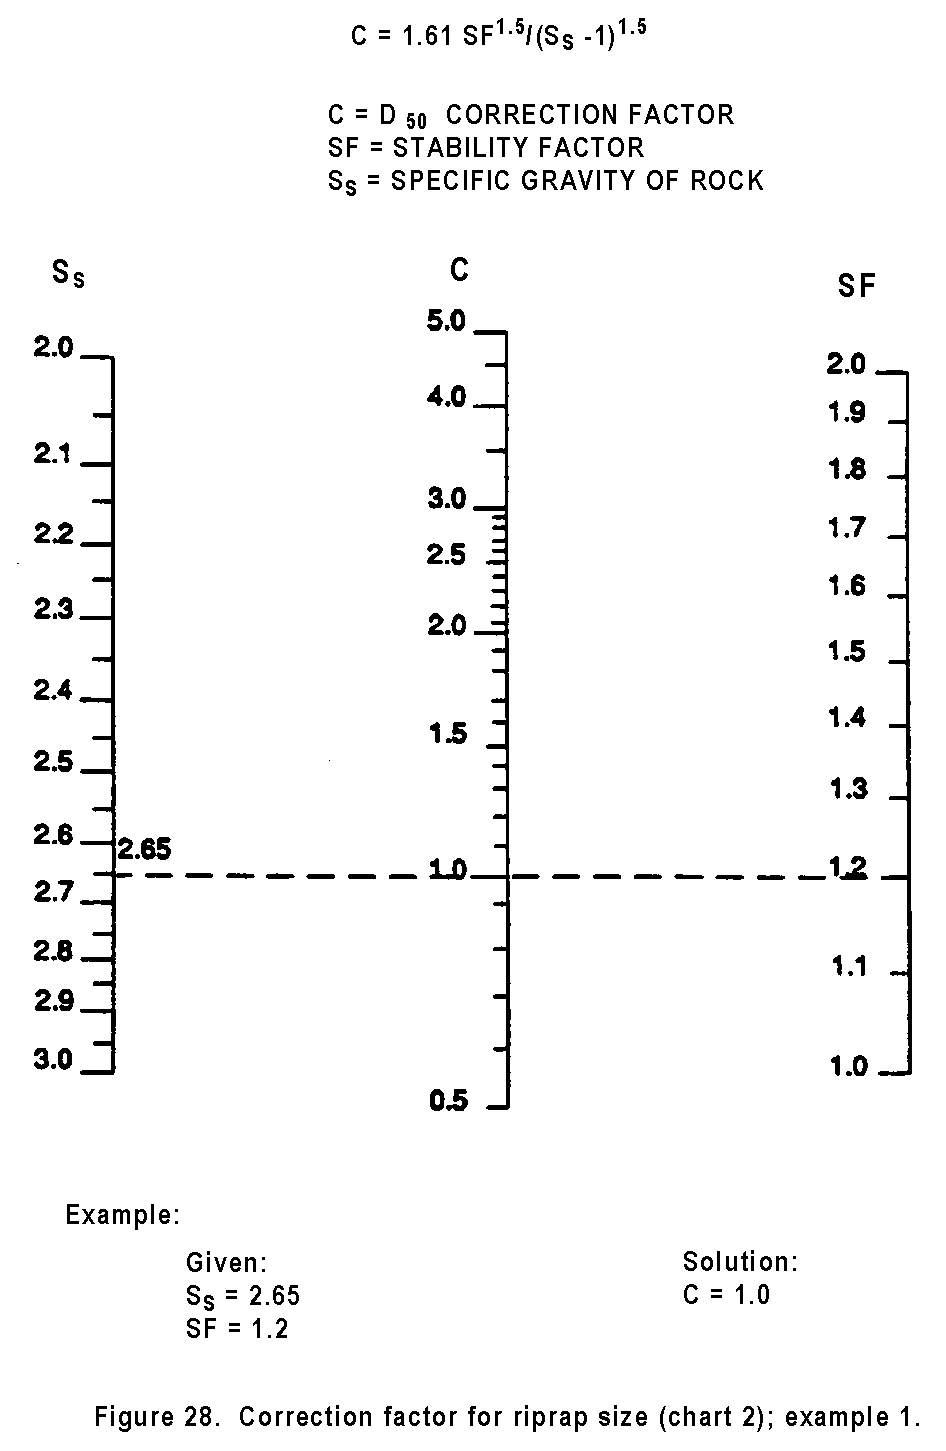 C = 1.61 SF^1.5/(Ss -1)^1.5
C = D 50 CORRECTION FACTOR
SF = STABILITY FACTOR
Ss = SPECIFIC GRAVITY OF ROCK
Ss
2.0
2.1
2.2
2.3
2.4
2.5
2.6
2.65
2.7
2.8
2.9
3.0
C
5.0
4.0
3.0
2.5
2.0
1.5
1.0
0.5
SF
2.0
1.9
1.8
1.7
1.6
1.5
1.4
1.3
1.2
1.1
1.0
Example:
Given:
Ss = 2.65
SF = 1.2
Solution:
C = 1.0
Figure 28. Correction factor for riprap size (chart 2); example 1.